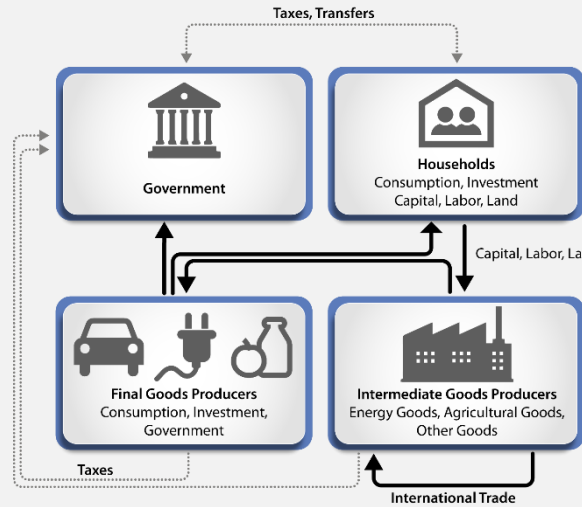 Taxes, Transfers
Government
Households
Consumption, Investment
Capital, Labor, Land
Capital, Labor, La
Final Goods Producers
Consumption, Investment,
Government
Intermediate Goods Producers
Energy Goods, Agricultural Goods,
Other Goods
Taxes
International Trade